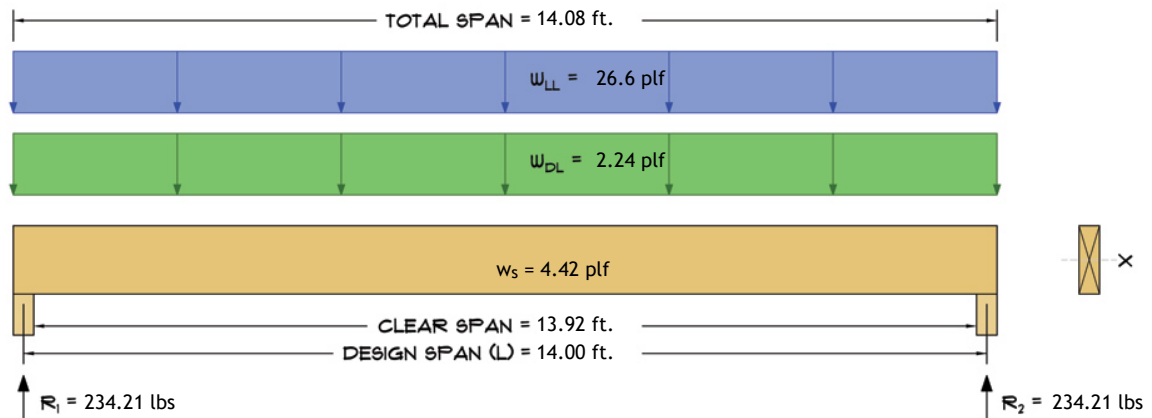 TOTAL SPAN = 14.08 ft.
WLL = 26.6 plf
WDL = 2.24 plf
ws = 4.42 plf
X
CLEAR SPAN = 13.92 ft.
DESIGN SPAN (L) = 14.00 ft.
R1 = 234.21 lbs
R2 = 234.21 lbs